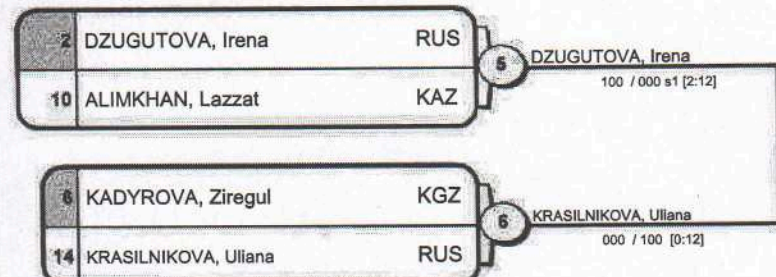 2 DZUGUTOVA, Irena RUS
10 ALIMKHAN, Lazzat KAZ
5 DZUGUTOVA, Irena
100 / 000 s1 [2:12]
6 KADYROVA, Ziregul KGZ
14 KRASILNIKOVA, Uliana RUS
6 KRASILNIKOVA, Uliana
000 / 100 [0:12]